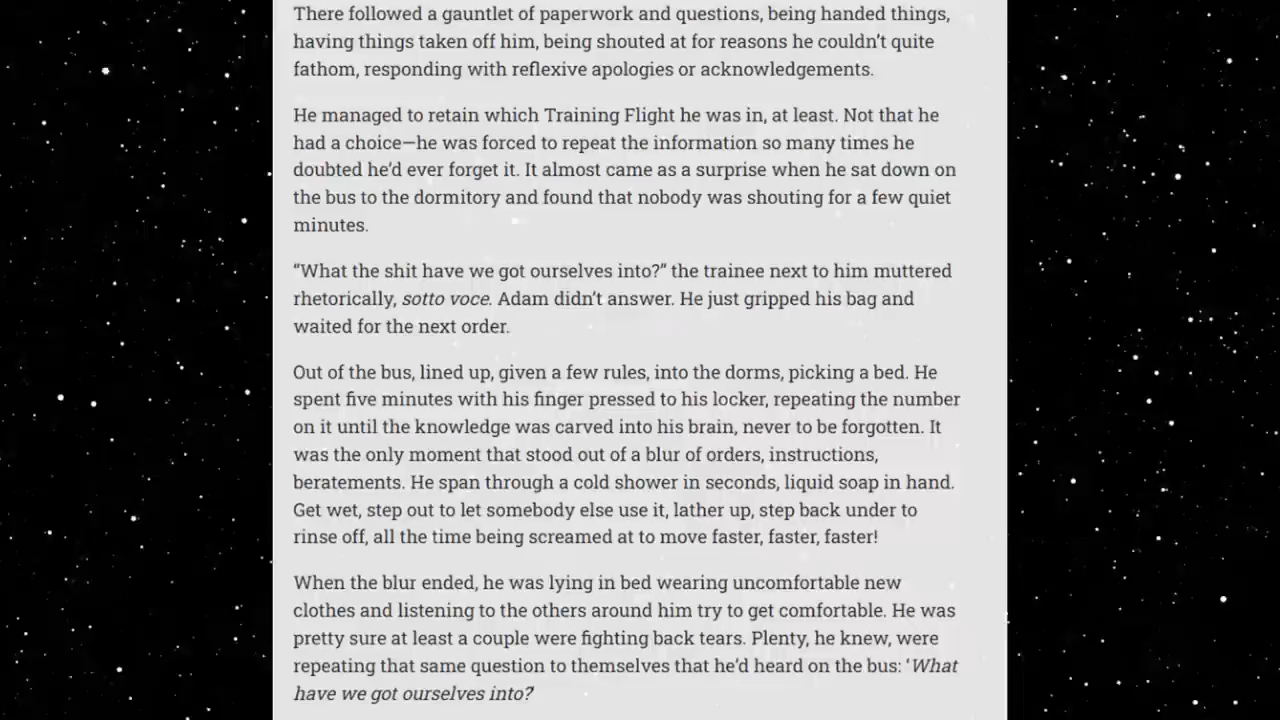 There followed a gauntlet of paperwork and questions, being handed things,
having things taken off him, being shouted at for reasons he couldn’t quite
fathom, responding with reflexive apologies or acknowledgements.
He managed to retain which Training Flight he was in, at least. Not that he
had a choice—he was forced to repeat the information so many times he
doubted he’d ever forget it. It almost came as a surprise when he sat down on
the bus to the dormitory and found that nobody was shouting for a few quiet
minutes.
“What the shit have we got ourselves into?” the trainee next to him muttered
rhetorically, sotto voce. Adam didn’t answer. He just gripped his bag and
waited for the next order.
Out of the bus, lined up, given a few rules, into the dorms, picking a bed. He
spent five minutes with his finger pressed to his locker, repeating the number
on it until the knowledge was carved into his brain, never to be forgotten. It
was the only moment that stood out of a blur of orders, instructions,
beratements. He span through a cold shower in seconds, liquid soap in hand.
Get wet, step out to let somebody else use it, lather up, step back under to
rinse off, all the time being screamed at to move faster, faster, faster!
When the blur ended, he was lying in bed wearing uncomfortable new
clothes and listening to the others around him try to get comfortable. He was
pretty sure at least a couple were fighting back tears. Plenty, he knew, were
repeating that same question to themselves that he’d heard on the bus: ‘What
have we got ourselves into?’